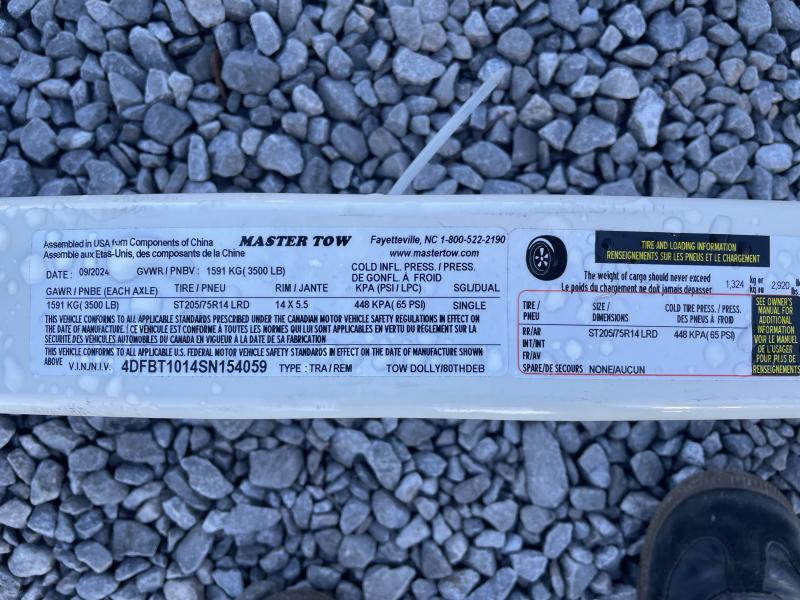 Assembled in USA from Components of China
Assemblé aux Etats-Unis, des composants de la Chine
MASTER TOW
Fayetteville, NC 1-800-522-2190
www.mastertow.com
DATE : 09/2024 GVWR / PNBV : 1591 KG( 3500 LB)
COLD INFL. PRESS. / PRESS.
DE GONFL. À FROID
GAWR / PNBE (EACH AXLE) TIRE / PNEU RIM / JANTE KPA (PSI / LPC) SGL/DUAL
1591 KG( 3500 LB) ST205/75R14 LRD 14 X 5.5 448 KPA( 65 PSI) SINGLE
THIS VEHICLE CONFORMS TO ALL APPLICABLE STANDARDS PRESCRIBED UNDER THE CANADIAN MOTOR VEHICLE SAFETY REGULATIONS IN EFFECT ON
THE DATE OF MANUFACTURE. / CE VÉHICULE EST CONFORME À TOUTES LES NORMES QUI LUI SONT APPLICABLES EN VERTU DU RÈGLEMENT SUR LA
SÉCURITÉ DES VÉHICULES AUTOMOBILES DU CANADA EN VIGUEUR À LA DATE DE SA FABRICATION
THIS VEHICLE CONFORMS TO ALL APPLICABLE U.S. FEDERAL MOTOR VEHICLE SAFETY STANDARDS IN EFFECT ON THE DATE OF MANUFACTURE SHOWN
ABOVE V.I.N./N.I.V. 4DFBT1014SN154059 TYPE : TRA / REM TOW DOLLY/80THDEB
TIRE AND LOADING INFORMATION
RENSEIGNEMENTS SUR LES PNEUS ET LE CHARGEMENT
The weight of cargo should never exceed
Le poids du chargement ne doit jamais dépasser
1,324 kg or
kg ou
2,920 lbs
TIRE /
PNEU
SIZE /
DIMENSIONS
COLD TIRE PRESS. / PRESS.
DES PNEUS À FROID
RR/AR ST205/75R14 LRD 448 KPA( 65 PSI)
INT/INT
FR/AV
SPARE/DE SECOURS NONE/AUCUN
SEE OWNER'S
MANUAL FOR
ADDITIONAL
INFORMATION
VOIR LE MANUEL
DE L'USAGER
POUR PLUS DE
RENSEIGNEMENTS